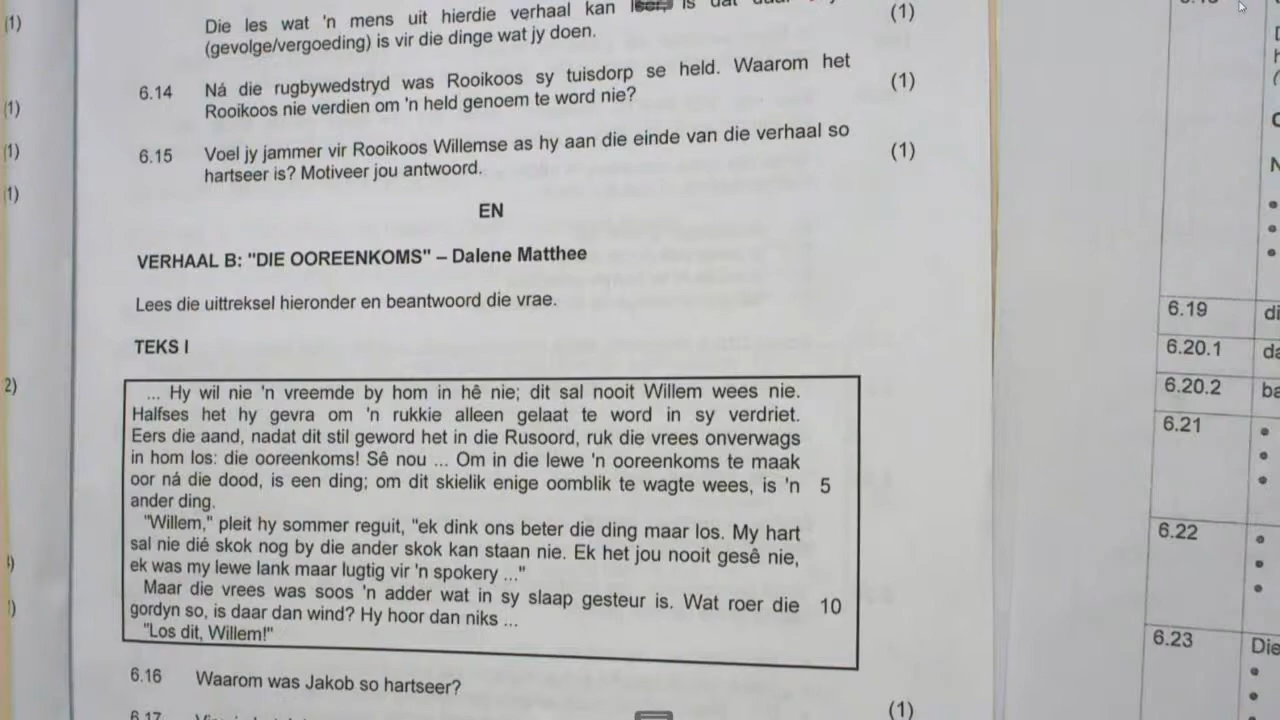 (1)
(1)
(1)
(1)
2)
Die les wat 'n mens uit hierdie verhaal kan is
(gevolge/vergoeding) is vir die dinge wat jy doen. (1)
6.14 Ná die rugbywedstryd was Rooikoos sy tuisdorp se held. Waarom het
Rooikoos nie verdien om 'n held genoem te word nie? (1)
6.15 Voel jy jammer vir Rooikoos Willemse as hy aan die einde van die verhaal so
hartseer is? Motiveer jou antwoord. (1)
EN
VERHAAL B: "DIE OOREENKOMS" – Dalene Matthee
Lees die uittreksel hieronder en beantwoord die vrae.
TEKS I
... Hy wil nie 'n vreemde by hom in hê nie; dit sal nooit Willem wees nie.
Halfses het hy gevra om 'n rukkie alleen gelaat te word in sy verdriet.
Eers die aand, nadat dit stil geword het in die Rusoord, ruk die vrees onverwags
in hom los: die ooreenkoms! Sê nou ... Om in die lewe 'n ooreenkoms te maak
oor ná die dood, is een ding; om dit skielik enige oomblik te wagte wees, is 'n 5
ander ding.
"Willem," pleit hy sommer reguit, "ek dink ons beter die ding maar los. My hart
sal nie dié skok nog by die ander skok kan staan nie. Ek het jou nooit gesê nie,
ek was my lewe lank maar lugtig vir 'n spokery ..."
Maar die vrees was soos 'n adder wat in sy slaap gesteur is. Wat roer die 10
gordyn so, is daar dan wind? Hy hoor dan niks ...
"Los dit, Willem!"
6.16 Waarom was Jakob so hartseer? (1)
6.17
6.19 di
6.20.1 da
6.20.2 ba
6.21
6.22
6.23 Die